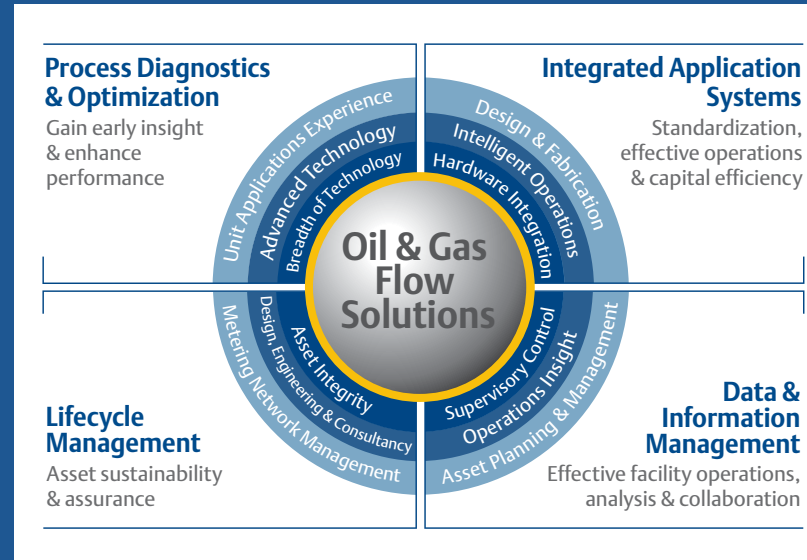 Process Diagnostics
& Optimization
Gain early insight
& enhance
performance
Integrated Application
Systems
Standardization,
effective operations
& capital efficiency
Unit Applications Experience
Advanced Technology
Breadth of Technology
Design & Fabrication
Intelligent Operations
Hardware Integration
Oil & Gas
Flow
Solutions
Metering Network Management
Design, Engineering & Consultancy
Asset Integrity
Supervisory Control
Operations Insight
Asset Planning & Management
Lifecycle
Management
Asset sustainability
& assurance
Data &
Information
Management
Effective facility operations,
analysis & collaboration